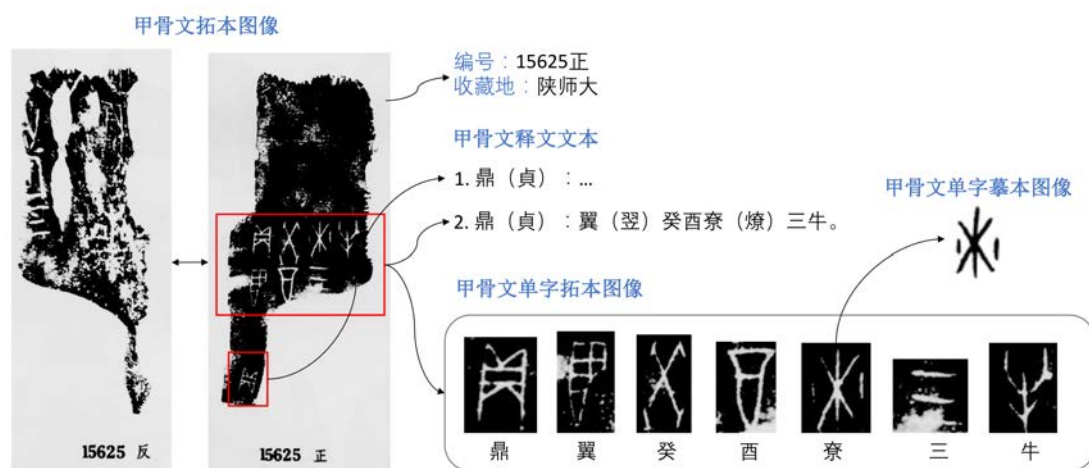 甲骨文拓本图像
编号：15625正
收藏地：陕师大
甲骨文释文文本
1. 鼎（貞）：…
2. 鼎（貞）：翼（翌）癸酉尞（燎）三牛。
甲骨文单字摹本图像
甲骨文单字拓本图像
鼎 翼 癸 酉 尞 三 牛
15625 反
15625 正